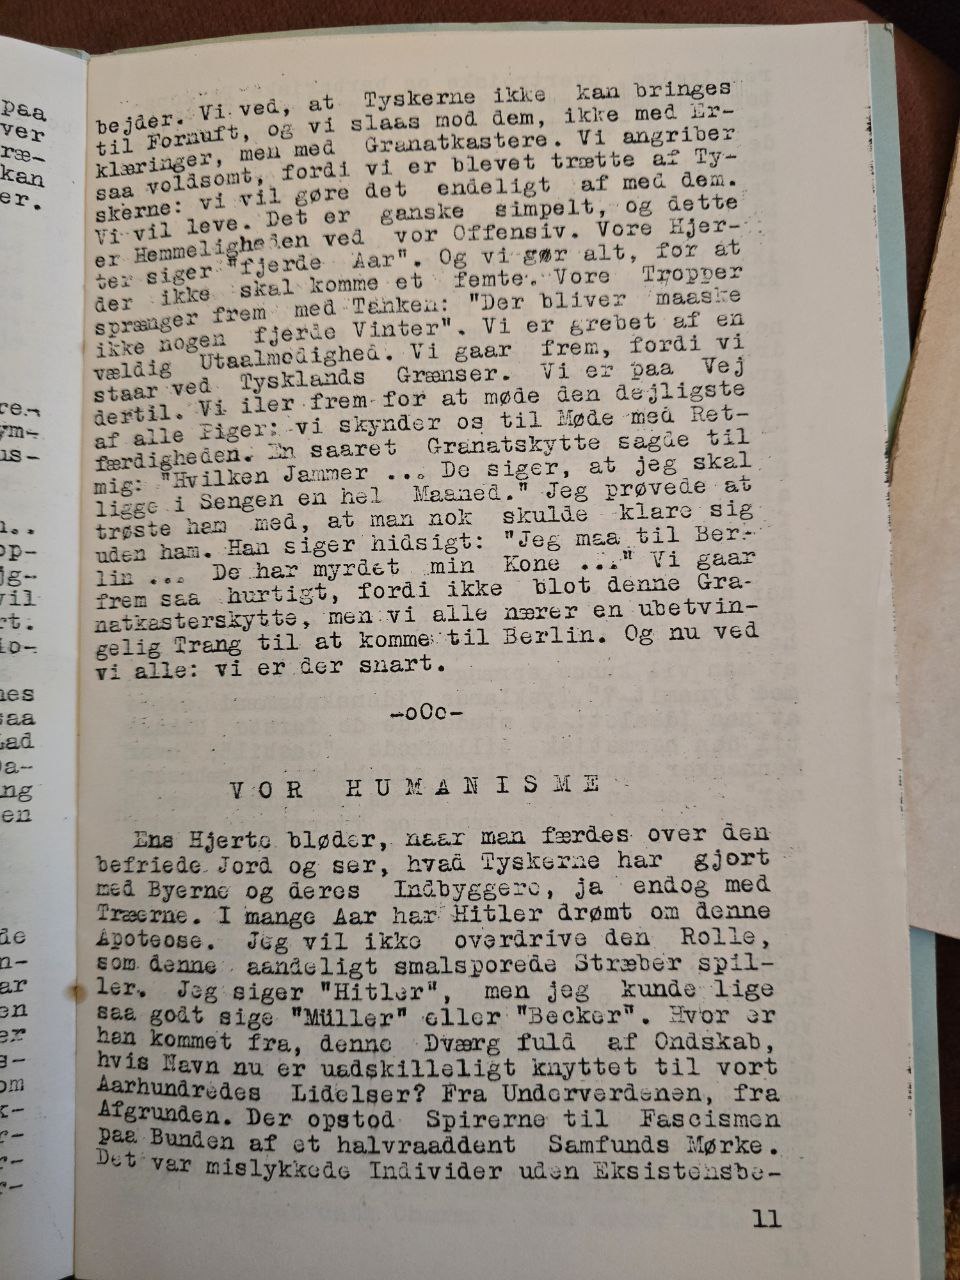 paa
ver
ræ-
kan
er.
bejder. Vi ved, at Tyskerne ikke kan bringes
til Fornuft, og vi slaas mod dem, ikke med Er-
klæringer, men med Granatkastere. Vi angriber
saa voldsomt, fordi vi er blevet trætte af Ty-
skerne: vi vil gøre det endeligt af med dem.
Vi vil leve. Det er ganske simpelt, og dette
er Hemmeligheden ved vor Offensiv. Vore Hjer-
ter siger "fjerde Aar". Og vi gør alt, for at
der ikke skal komme et femte. Vore Tropper
sprænger frem med Tanken: "Der bliver maaske
ikke nogen fjerde Vinter". Vi er grebet af en
vældig Utaalmodighed. Vi gaar frem, fordi vi
staar ved Tysklands Grænser. Vi er paa Vej
dertil. Vi iler frem for at møde den dejligste
af alle Piger: vi skynder os til Møde med Ret-
færdigheden. En saaret Granatskytte sagde til
mig: "Hvilken Jammer ... De siger, at jeg skal
ligge i Sengen en hel Maaned." Jeg prøvede at
trøste ham med, at man nok skulde klare sig
uden ham. Han siger hidsigt: "Jeg maa til Ber-
lin ... De har myrdet min Kone ..." Vi gaar
frem saa hurtigt, fordi ikke blot denne Gra-
natkasterskytte, men vi alle nærer en ubetvin-
gelig Trang til at komme til Berlin. Og nu ved
vi alle: vi er der snart.
-oOo-
VOR HUMANISME
Ens Hjerte bløder, naar man færdes over den
befriede Jord og ser, hvad Tyskerne har gjort
med Byerne og deres Indbyggere, ja endog med
Træerne. I mange Aar har Hitler drømt om denne
Apoteose. Jeg vil ikke overdrive den Rolle,
som denne aandeligt smalsporede Stræber spil-
ler. Jeg siger "Hitler", men jeg kunde lige
saa godt sige "Müller" eller "Becker". Hvor er
han kommet fra, denne Dværg fuld af Ondskab,
hvis Navn nu er uadskilleligt knyttet til vort
Aarhundredes Lidelser? Fra Underverdenen, fra
Afgrunden. Der opstod Spirerne til Fascismen
paa Bunden af et halvraaddent Samfunds Mørke.
Det var mislykkede Individer uden Eksistensbe-
11